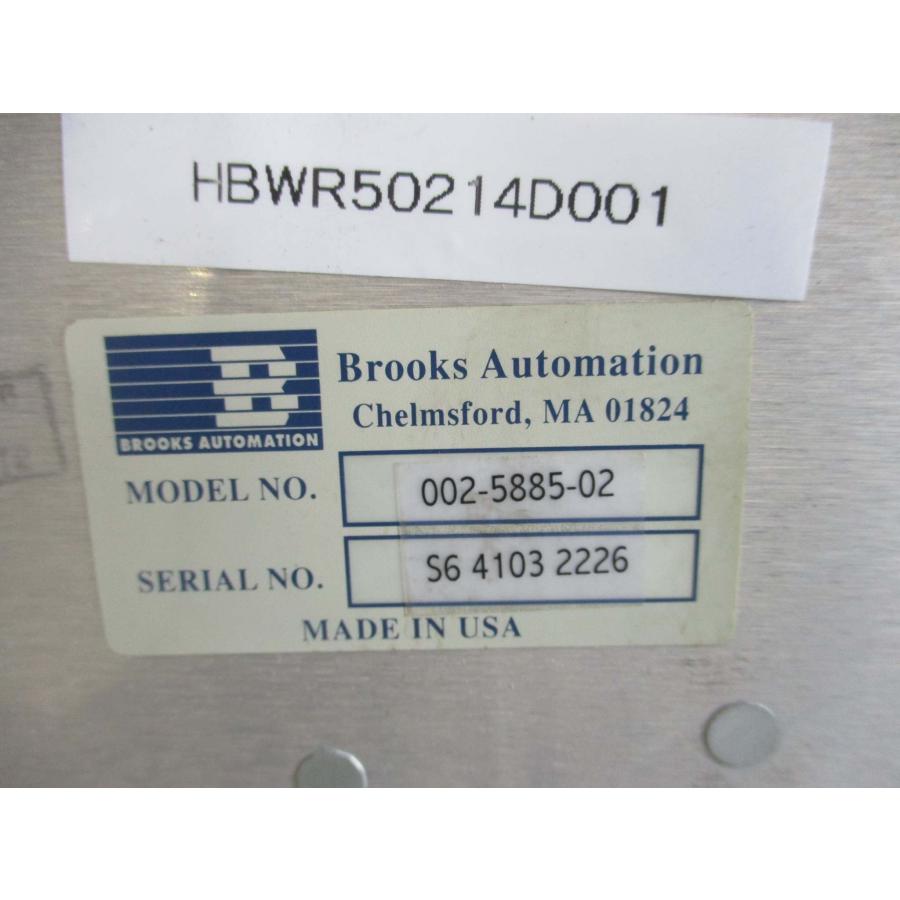 HBWR50214D001
BROOKS AUTOMATION
Brooks Automation
Chelmsford, MA 01824
MODEL NO. 002-5885-02
SERIAL NO. S6 4103 2226
MADE IN USA